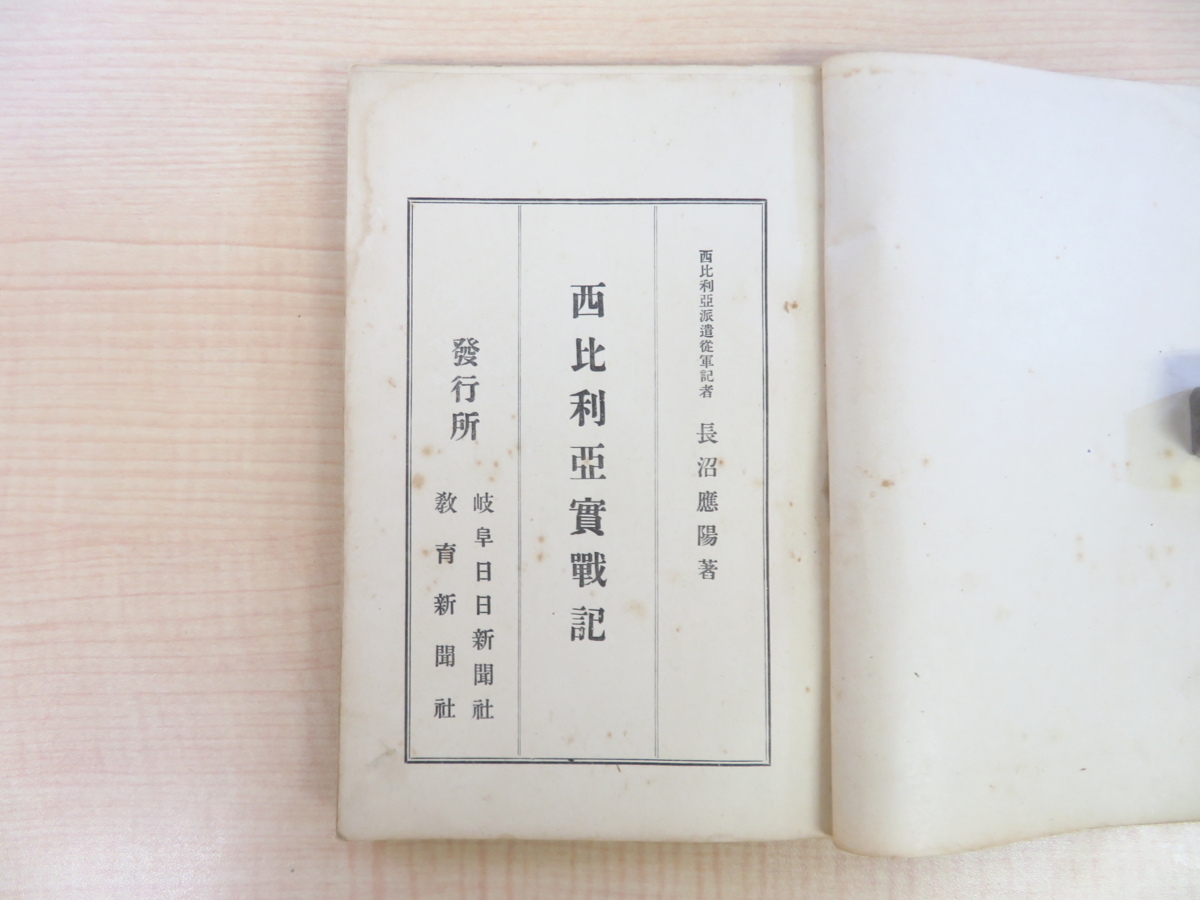 西比利亞派遣從軍記者 長沼應陽著
西比利亞實戰記
發行所
岐阜日日新聞社
敎育新聞社